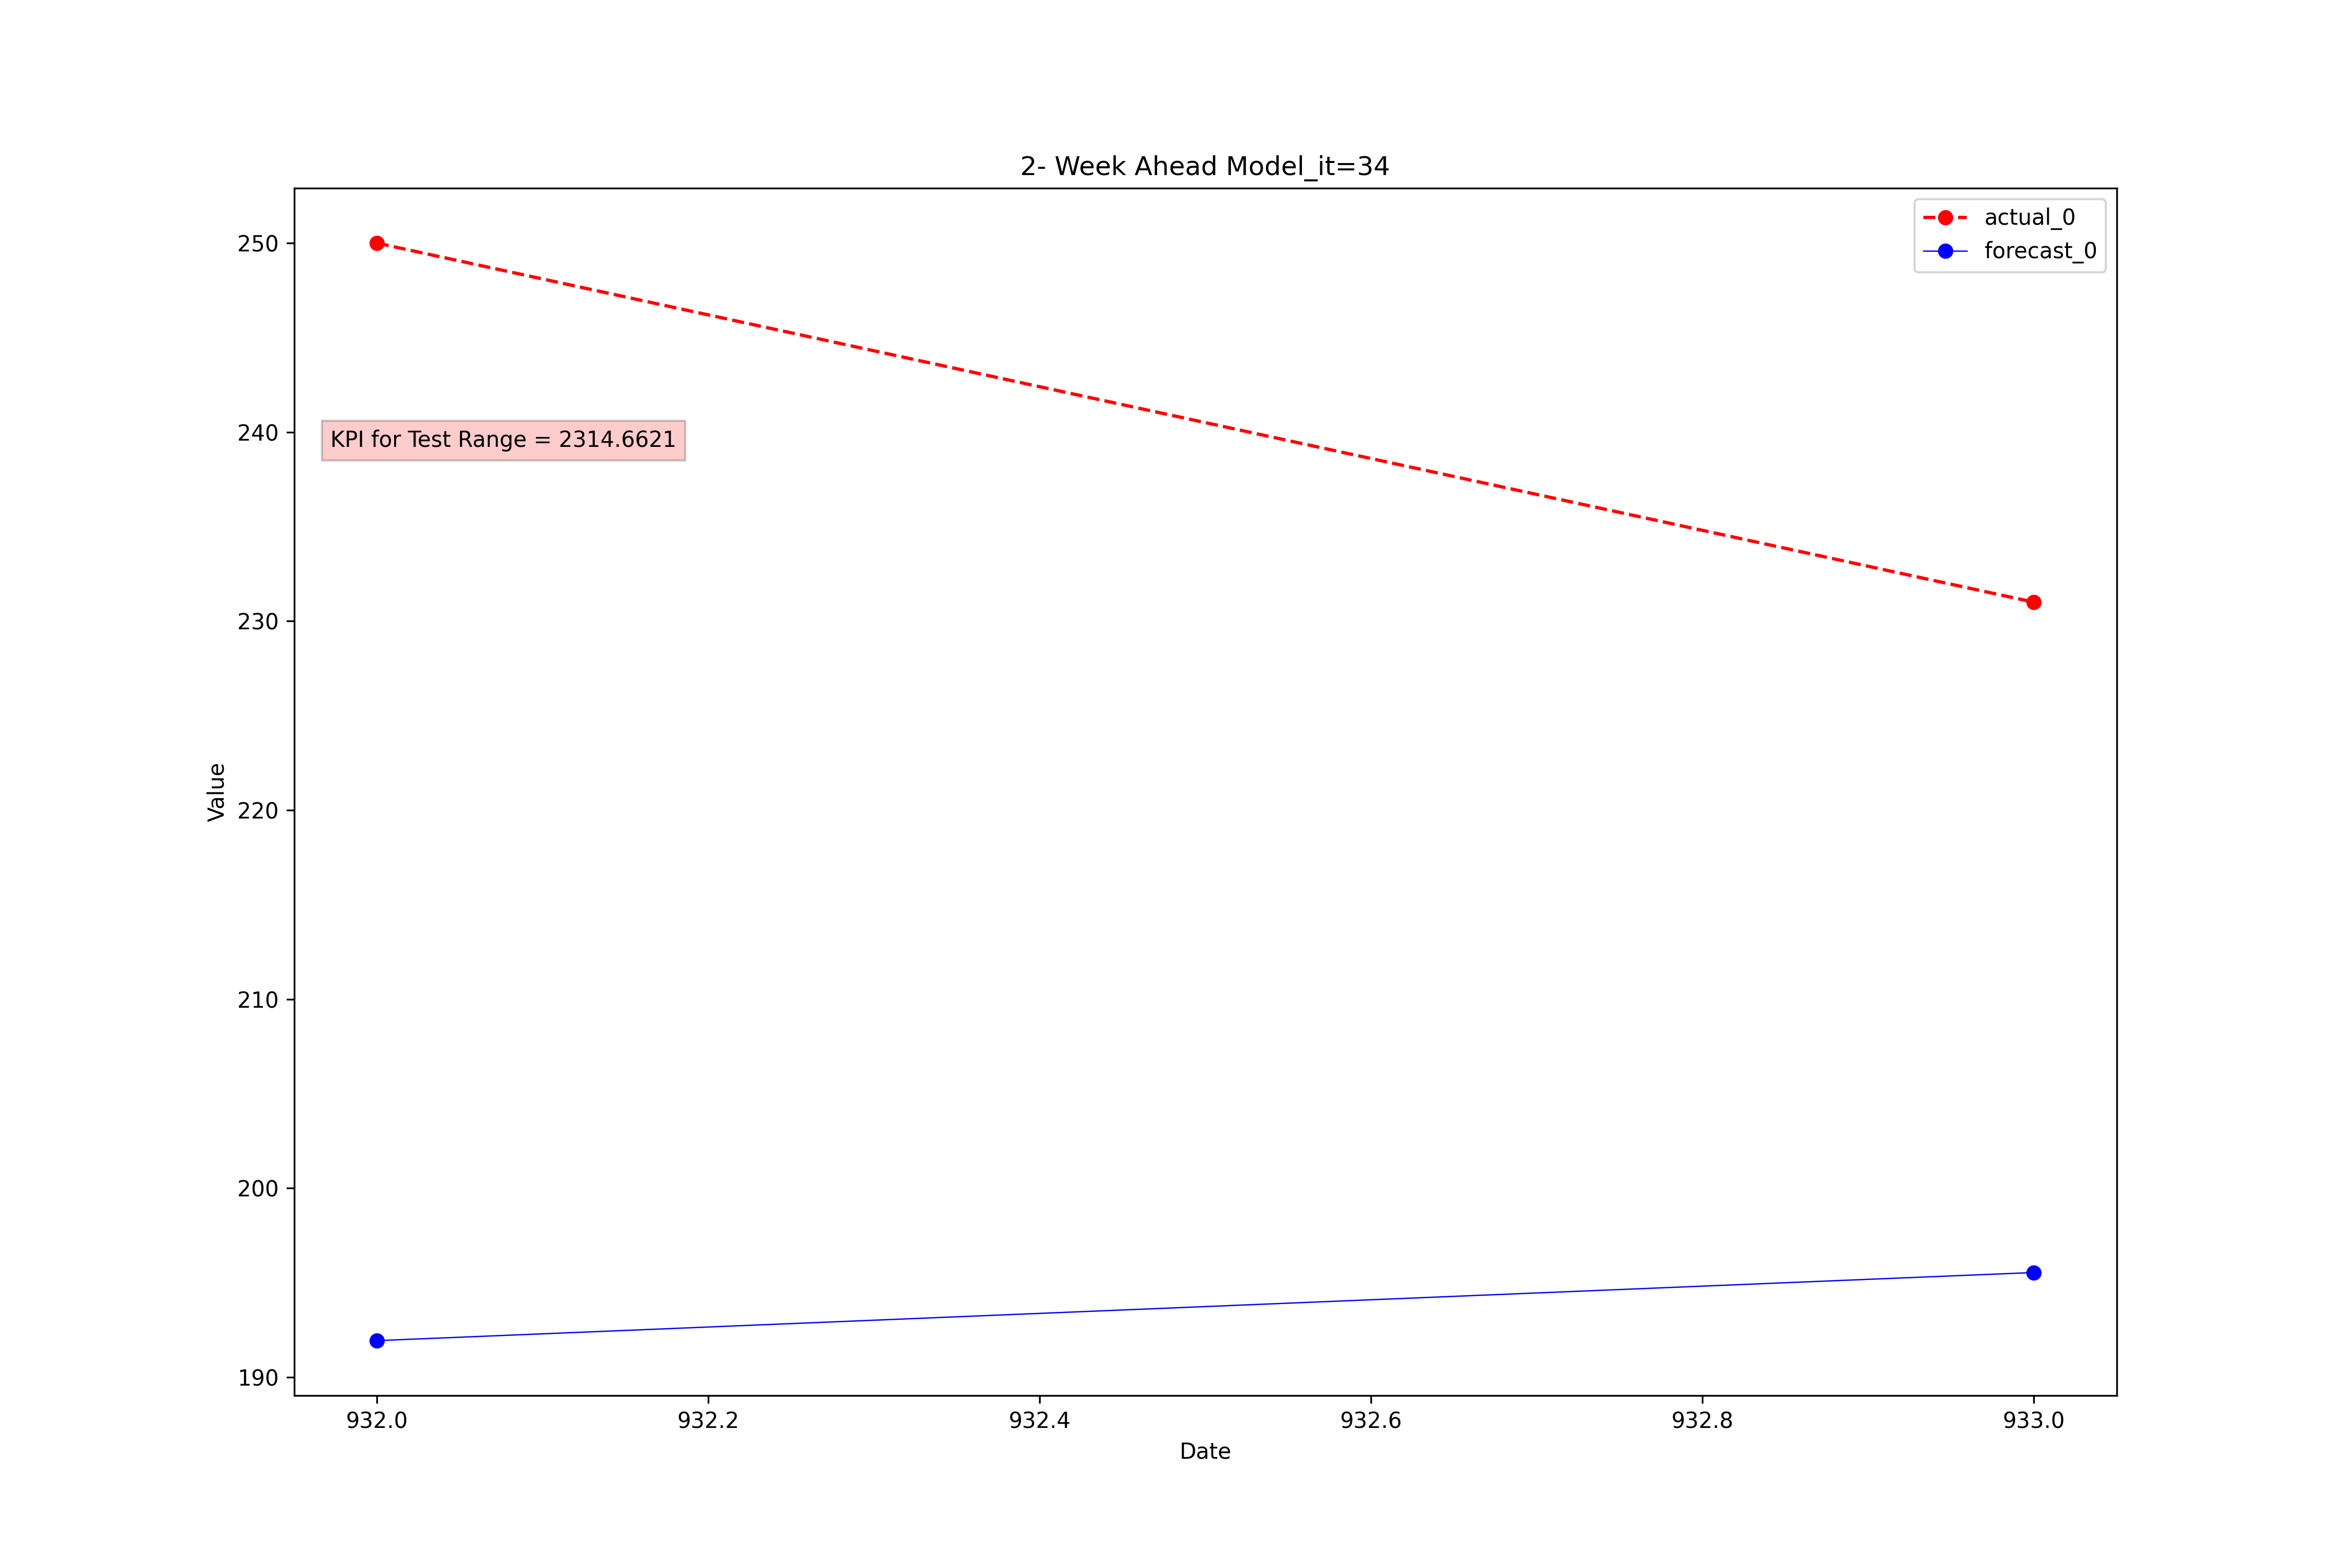 2- Week Ahead Model_it=34
actual_0
forecast_0
KPI for Test Range = 2314.6621
Value
250
240
230
220
210
200
190
932.0
932.2
932.4
932.6
932.8
933.0
Date